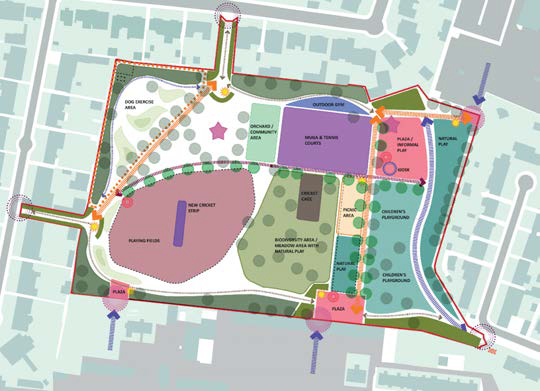 OUTDOOR GYM
DOG EXERCISE
AREA
ORCHARD /
COMMUNITY
AREA
MUGA & TENNIS
COURTS
PLAZA /
INFORMAL
PLAY
NATURAL
PLAY
KIOSK
CRICKET
CAGE
NEW CRICKET
STRIP
PICNIC
AREA
CHILDREN'S
PLAYGROUND
PLAYING FIELDS
BIODIVERSITY AREA /
MEADOW AREA WITH
NATURAL PLAY
NATURAL
PLAY
CHILDREN'S
PLAYGROUND
PLAZA
PLAZA